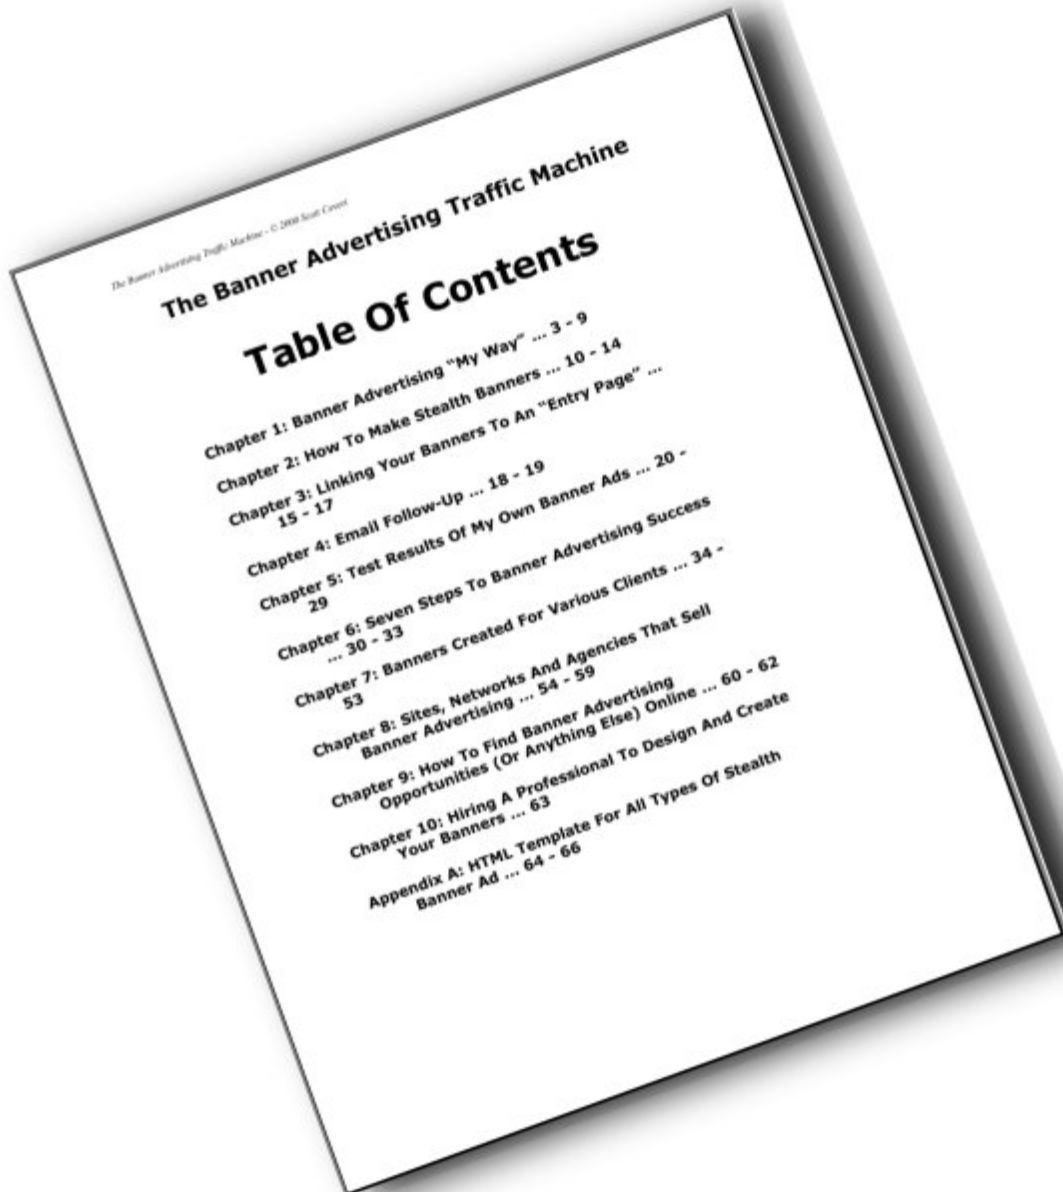 The Banner Advertising Traffic Machine - © Scott
The Banner Advertising Traffic Machine
Table Of Contents
Chapter 1: Banner Advertising “My Way” ... 3 - 9
Chapter 2: How To Make Stealth Banners ... 10 - 14
Chapter 3: Linking Your Banners To An “Entry Page” ...
15 - 17
Chapter 4: Email Follow-Up ... 18 - 19
Chapter 5: Test Results Of My Own Banner Ads ... 20 -
29
Chapter 6: Seven Steps To Banner Advertising Success
... 30 - 33
Chapter 7: Banners Created For Various Clients ... 34 -
53
Chapter 8: Sites, Networks And Agencies That Sell
Banner Advertising ... 54 - 59
Chapter 9: How To Find Banner Advertising
Opportunities (Or Anything Else) Online ... 60 - 62
Chapter 10: Hiring A Professional To Design And Create
Your Banners ... 63
Appendix A: HTML Template For All Types Of Stealth
Banner Ad ... 64 - 66